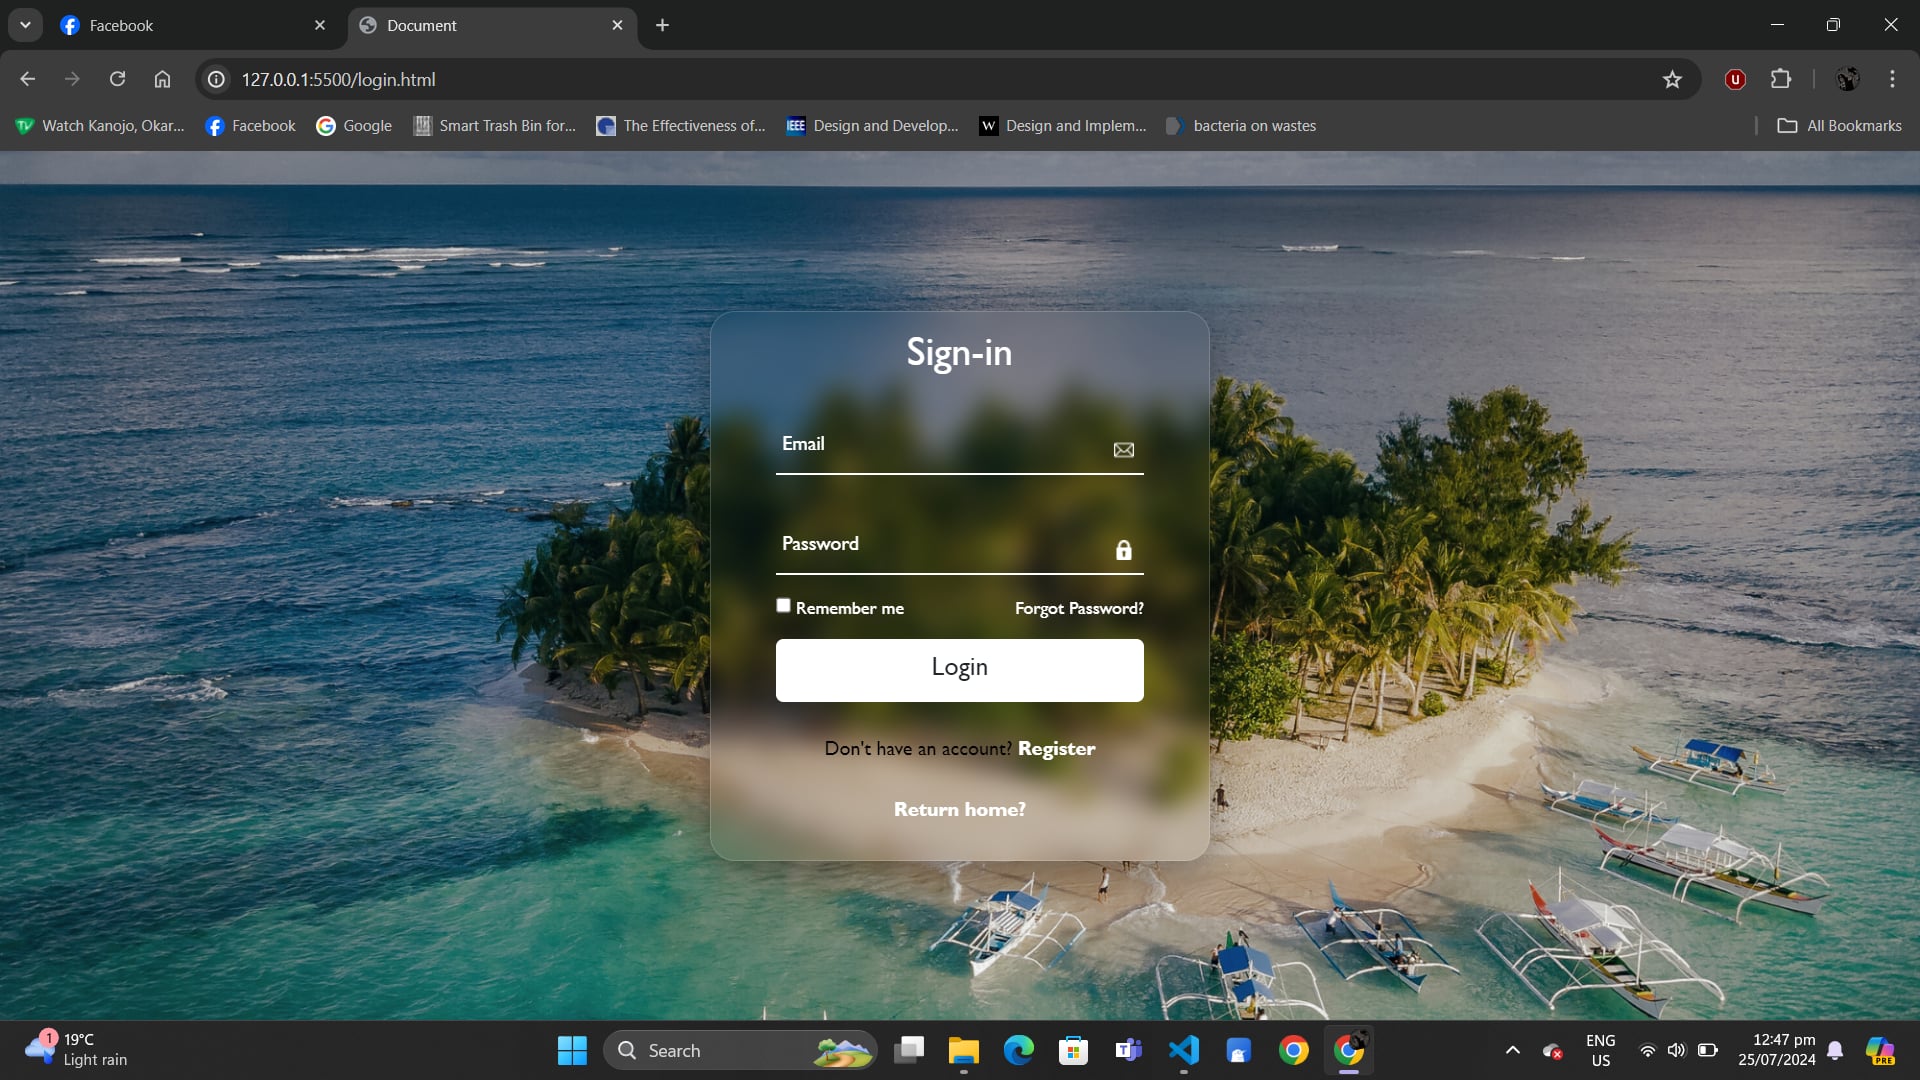 Facebook
Document
127.0.0.1:5500/login.html
U
TV Watch Kanojo, Okar...
Facebook
Google
Smart Trash Bin for...
The Effectiveness of...
IEEE Design and Develop...
W Design and Implem...
bacteria on wastes
All Bookmarks
Sign-in
Email
Password
Remember me
Forgot Password?
Login
Don't have an account? Register
Return home?
1
19°C
Light rain
Search
ENG
US
12:47 pm
25/07/2024
PRE